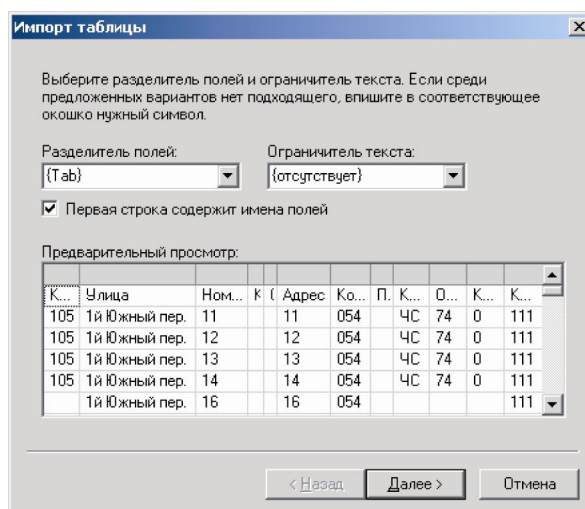 Импорт таблицы
Выберите разделитель полей и ограничитель текста. Если среди
предложенных вариантов нет подходящего, впишите в соответствующее
окошко нужный символ.
Разделитель полей: Ограничитель текста:
{Tab} {отсутствует}
Первая строка содержит имена полей
Предварительный просмотр:
К... Улица Ном... К ( Адрес Ко... П. К... О... К... К...
105 1й Южный пер. 11 11 054 ЧС 74 0 111
105 1й Южный пер. 12 12 054 ЧС 74 0 111
105 1й Южный пер. 13 13 054 ЧС 74 0 111
105 1й Южный пер. 14 14 054 ЧС 74 0 111
1й Южный пер. 16 16 054 111
< Назад Далее > Отмена